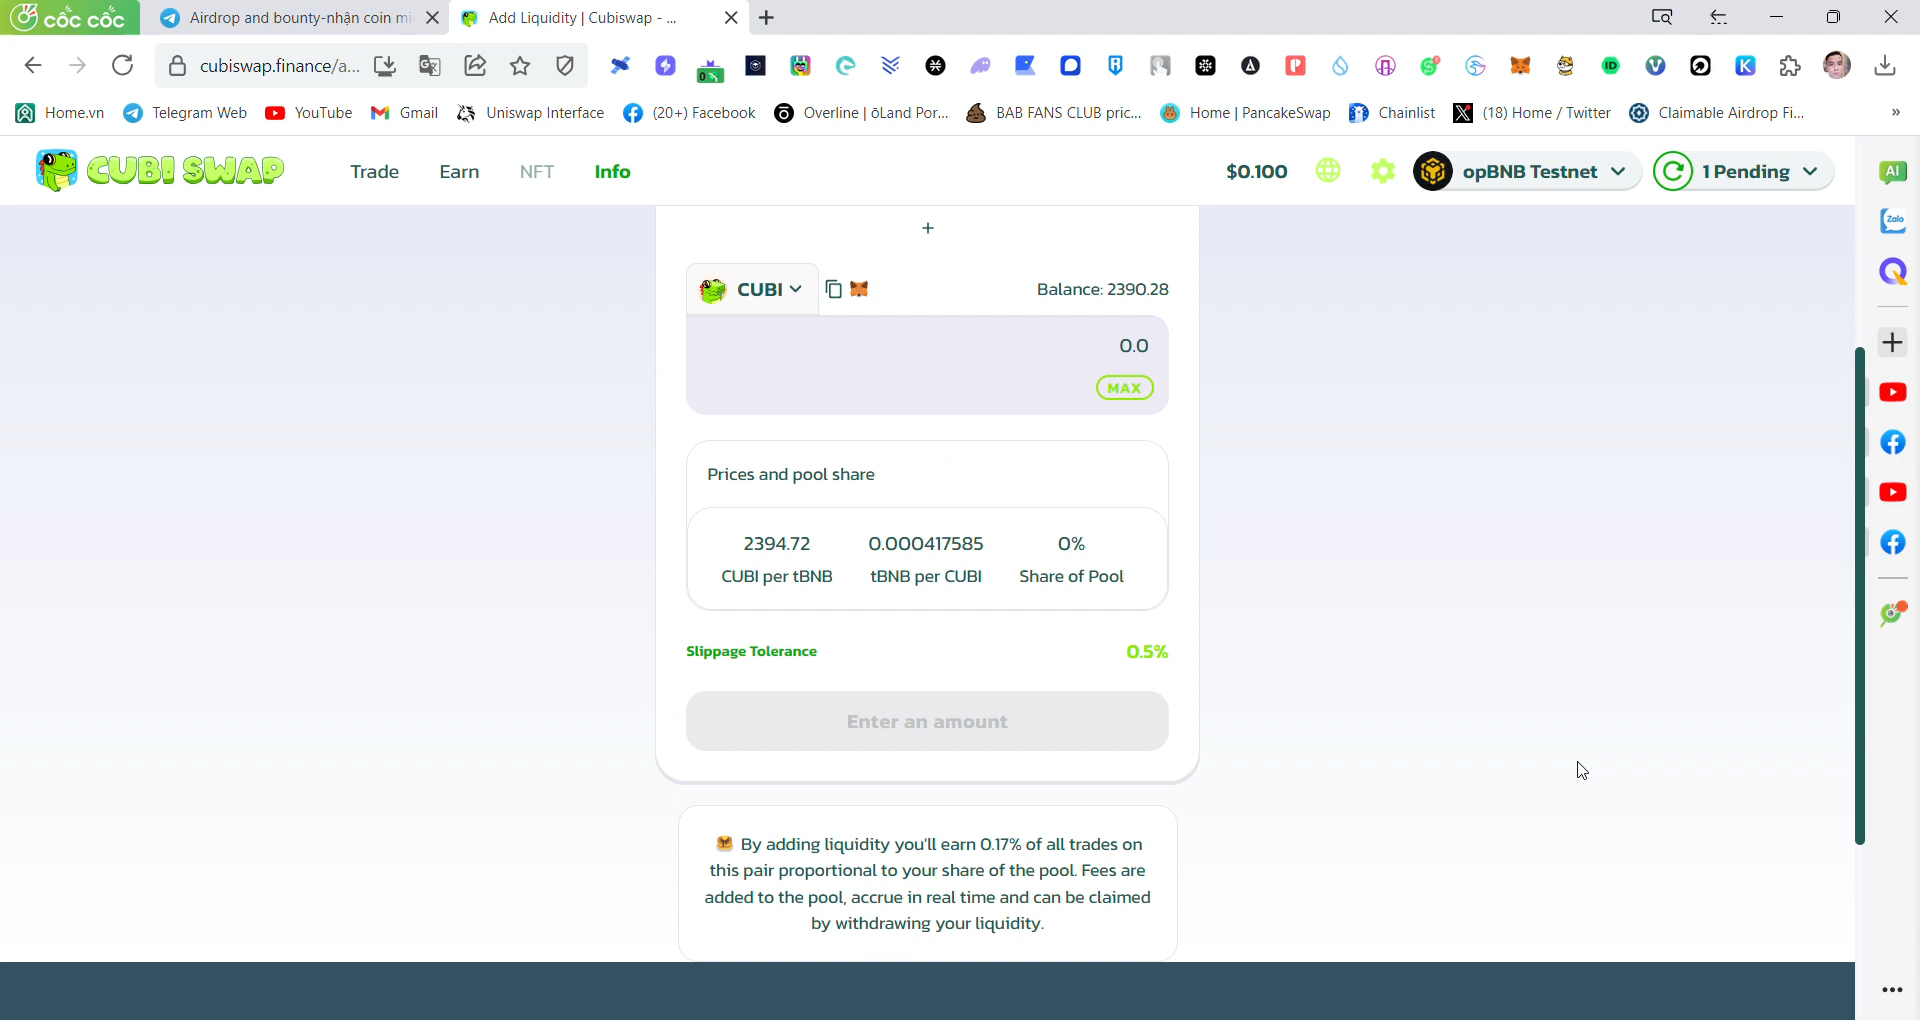 cốc cốc
Airdrop and bounty-nhận coin mi
Add Liquidity | Cubiswap - ...
cubiswap.finance/a...
Home.vn
Telegram Web
YouTube
Gmail
Uniswap Interface
(20+) Facebook
Overline | ōLand Por...
BAB FANS CLUB pric...
Home | PancakeSwap
Chainlist
(18) Home / Twitter
Claimable Airdrop Fi...
»
CUBI SWAP
Trade
Earn
NFT
Info
$0.100
opBNB Testnet
1 Pending
AI
Zalo
+
CUBI
Balance: 2390.28
0.0
MAX
Prices and pool share
2394.72
0.000417585
0%
CUBI per tBNB
tBNB per CUBI
Share of Pool
Slippage Tolerance
0.5%
Enter an amount
By adding liquidity you'll earn 0.17% of all trades on
this pair proportional to your share of the pool. Fees are
added to the pool, accrue in real time and can be claimed
by withdrawing your liquidity.